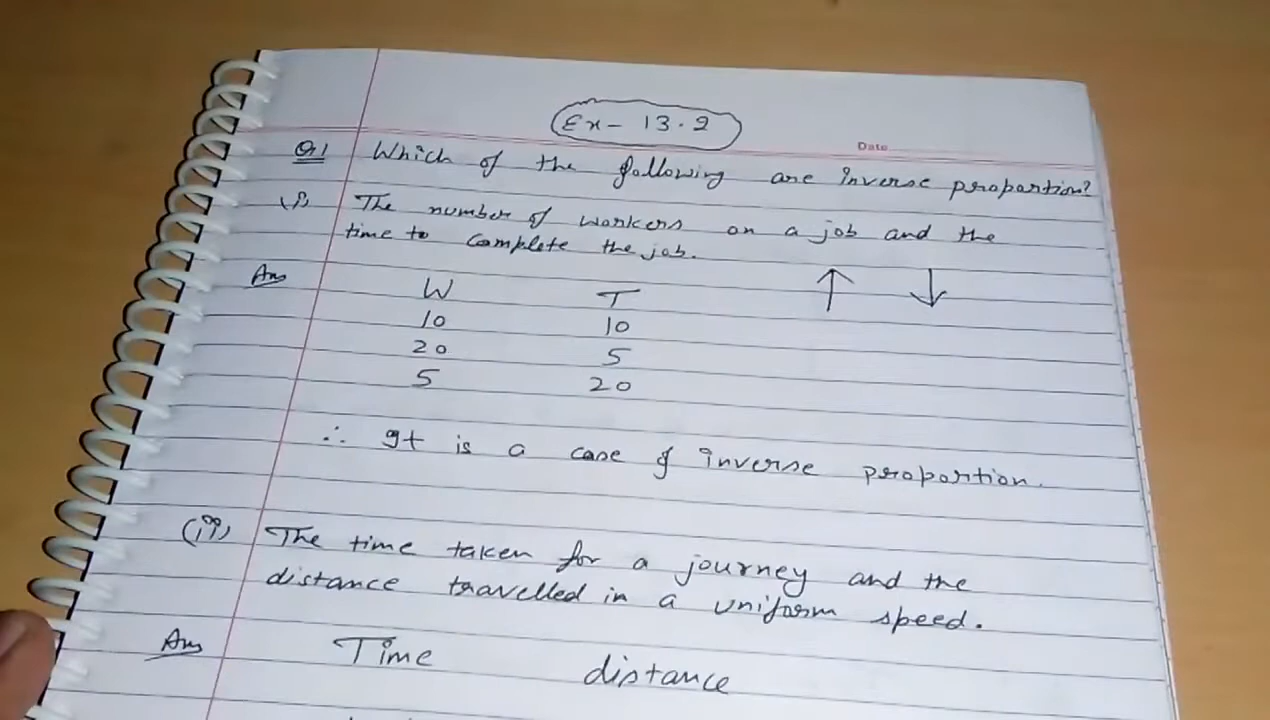 Ex - 13.2
Date
Q1 Which of the following are inverse proportion?
(i) The number of workers on a job and the
time to complete the job.
Ans
W T
10 10
20 5
5 20
∴ It is a case of inverse proportion.
(ii) The time taken for a journey and the
distance travelled in a uniform speed.
Ans Time distance